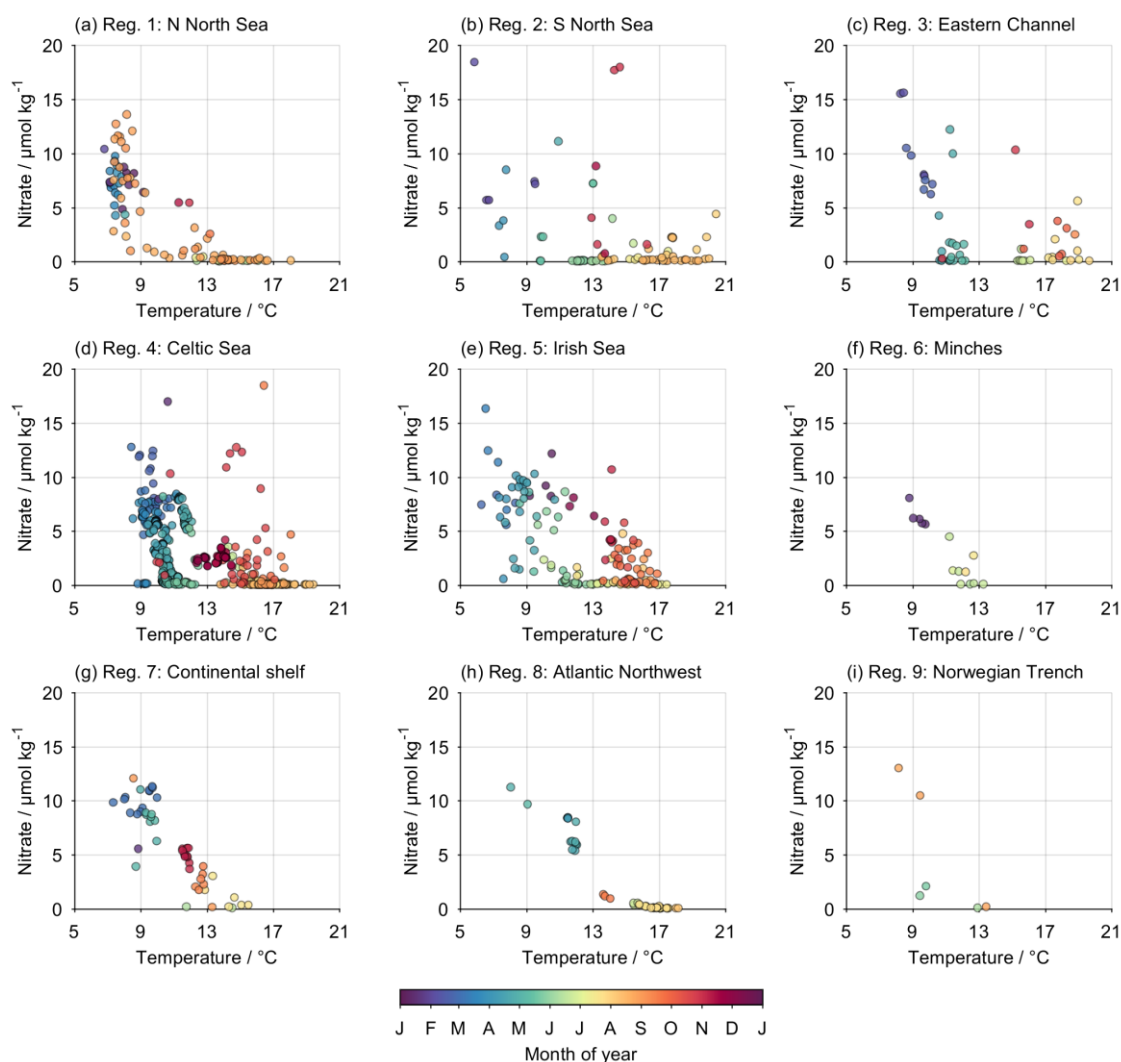 (a) Reg. 1: N North Sea
(b) Reg. 2: S North Sea
(c) Reg. 3: Eastern Channel
20
15
10
5
0
Nitrate / µmol kg-1
5 9 13 17 21
Temperature / °C
20
15
10
5
0
Nitrate / µmol kg-1
5 9 13 17 21
Temperature / °C
20
15
10
5
0
Nitrate / µmol kg-1
5 9 13 17 21
Temperature / °C
(d) Reg. 4: Celtic Sea
(e) Reg. 5: Irish Sea
(f) Reg. 6: Minches
20
15
10
5
0
Nitrate / µmol kg-1
5 9 13 17 21
Temperature / °C
20
15
10
5
0
Nitrate / µmol kg-1
5 9 13 17 21
Temperature / °C
20
15
10
5
0
Nitrate / µmol kg-1
5 9 13 17 21
Temperature / °C
(g) Reg. 7: Continental shelf
(h) Reg. 8: Atlantic Northwest
(i) Reg. 9: Norwegian Trench
20
15
10
5
0
Nitrate / µmol kg-1
5 9 13 17 21
Temperature / °C
20
15
10
5
0
Nitrate / µmol kg-1
5 9 13 17 21
Temperature / °C
20
15
10
5
0
Nitrate / µmol kg-1
5 9 13 17 21
Temperature / °C
J F M A M J J A S O N D J
Month of year